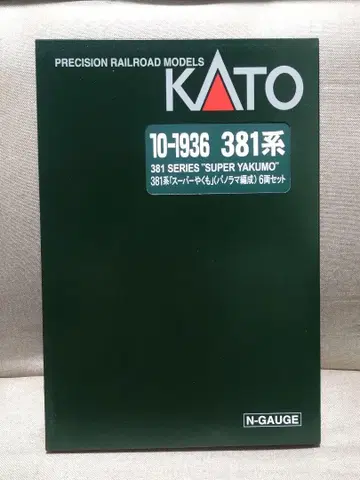 PRECISION RAILROAD MODELS
KATO
10-1936 381系
381 SERIES "SUPER YAKUMO"
381系「スーパーやくも」(パノラマ編成) 6両セット
N-GAUGE